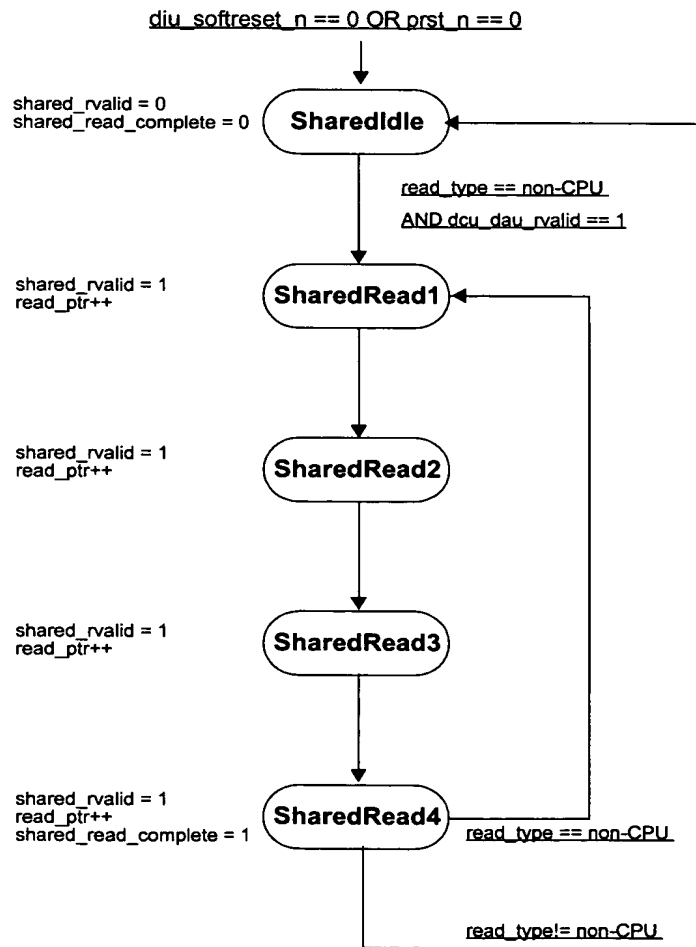 diu_softreset_n == 0 OR prst_n == 0
shared_rvalid = 0
shared_read_complete = 0
SharedIdle
read_type == non-CPU
AND dcu_dau_rvalid == 1
shared_rvalid = 1
read_ptr++
SharedRead1
shared_rvalid = 1
read_ptr++
SharedRead2
shared_rvalid = 1
read_ptr++
SharedRead3
shared_rvalid = 1
read_ptr++
shared_read_complete = 1
SharedRead4
read_type == non-CPU
read_type!= non-CPU